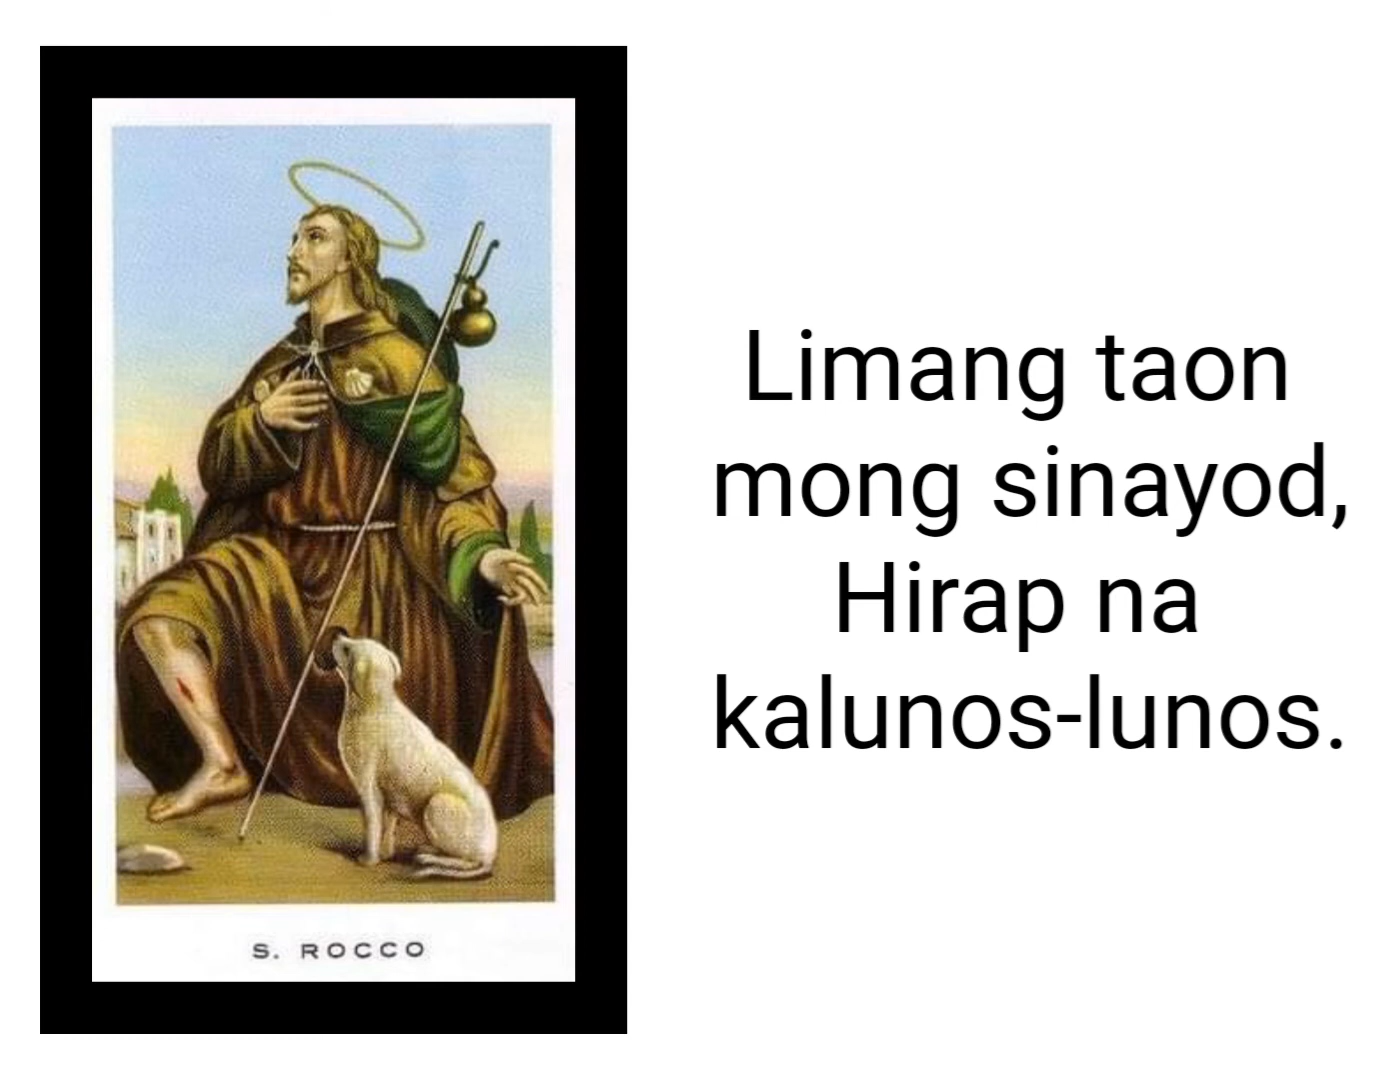 S. ROCCO
Limang taon
mong sinayod,
Hirap na
kalunos-lunos.